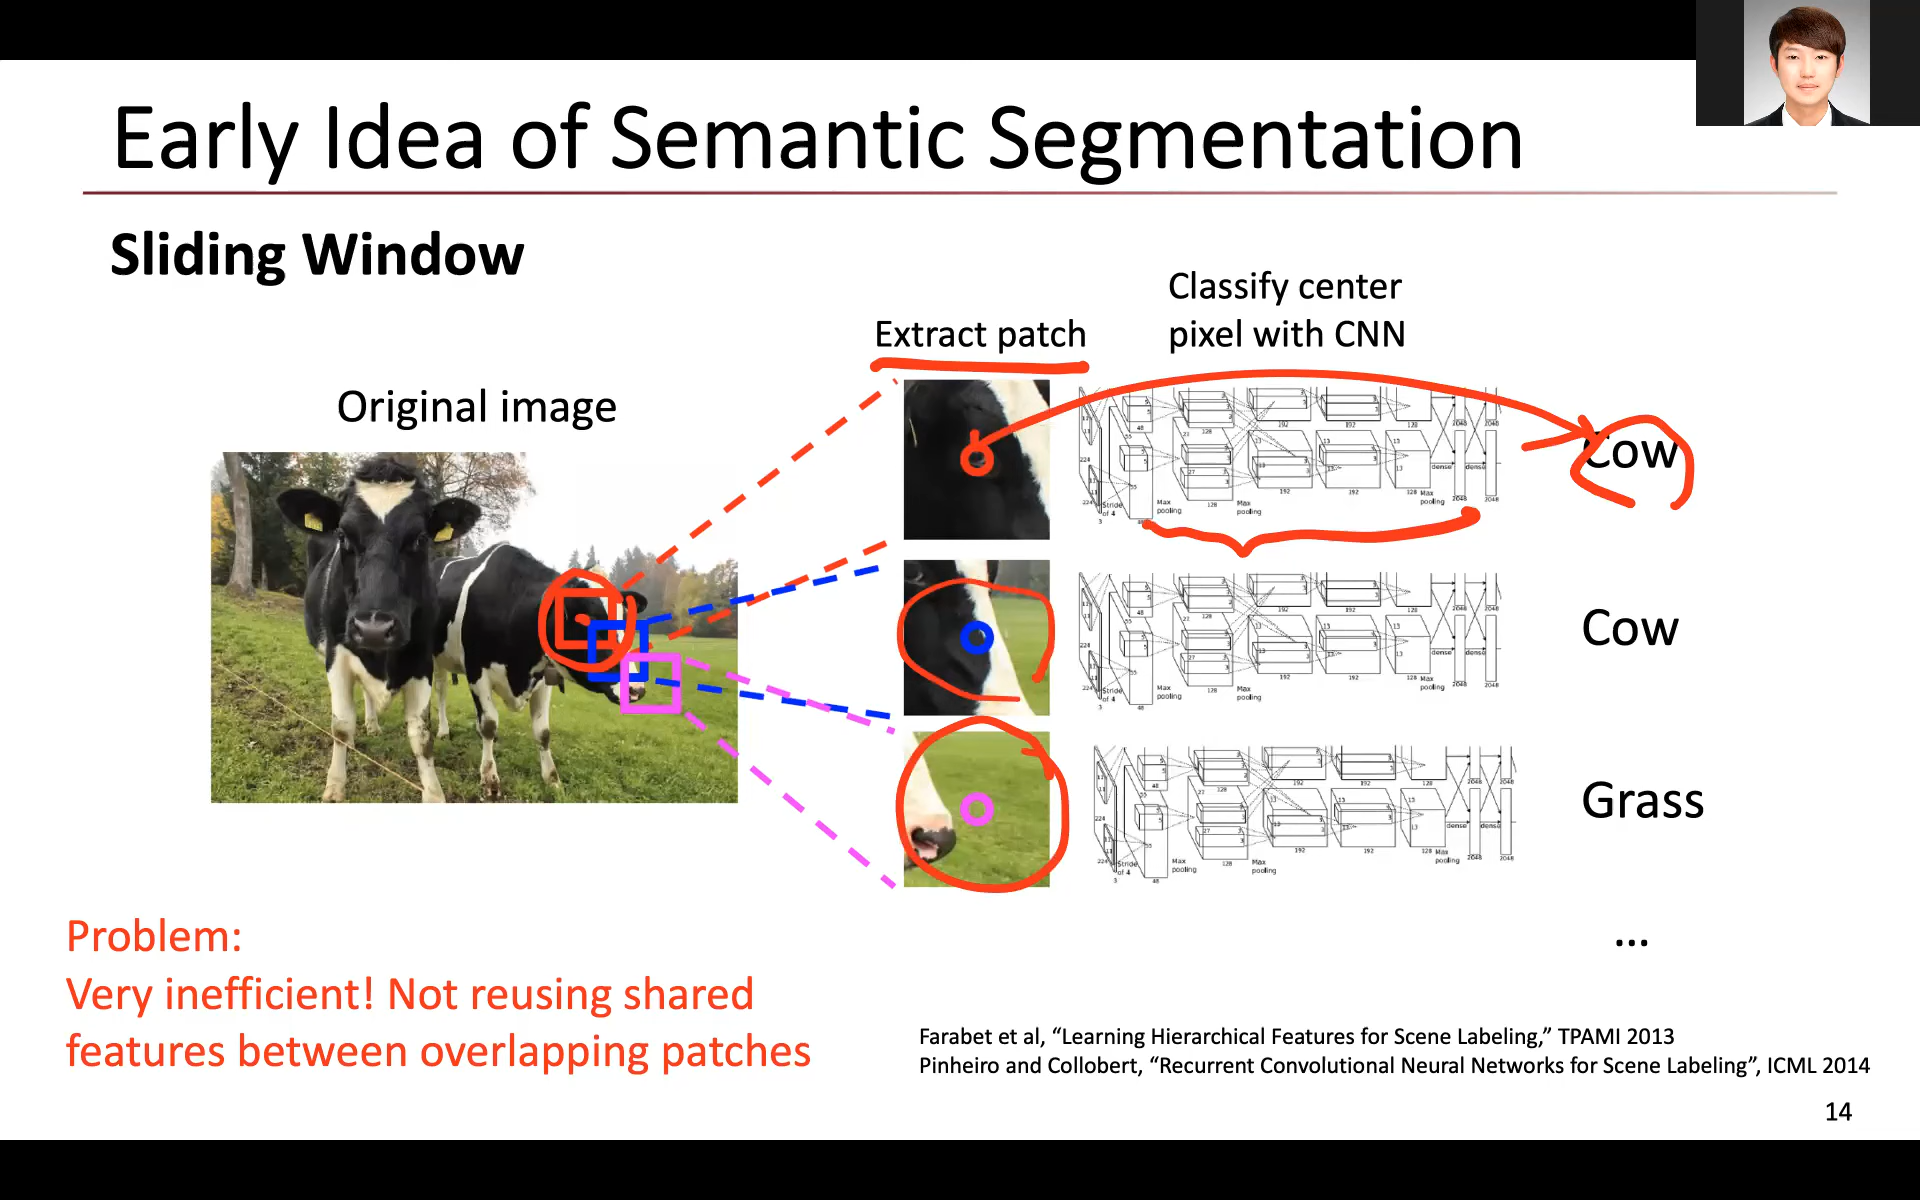 Early Idea of Semantic Segmentation
Sliding Window
Original image
Extract patch
Classify center
pixel with CNN
Cow
Cow
Grass
...
Problem:
Very inefficient! Not reusing shared
features between overlapping patches
Farabet et al, “Learning Hierarchical Features for Scene Labeling,” TPAMI 2013
Pinheiro and Collobert, “Recurrent Convolutional Neural Networks for Scene Labeling”, ICML 2014
14